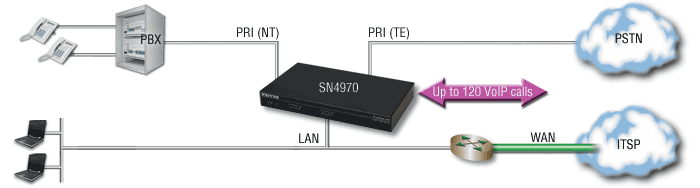 PBX
PRI (NT)
PRI (TE)
PSTN
SN4970
Up to 120 VoIP calls
LAN
WAN
ITSP